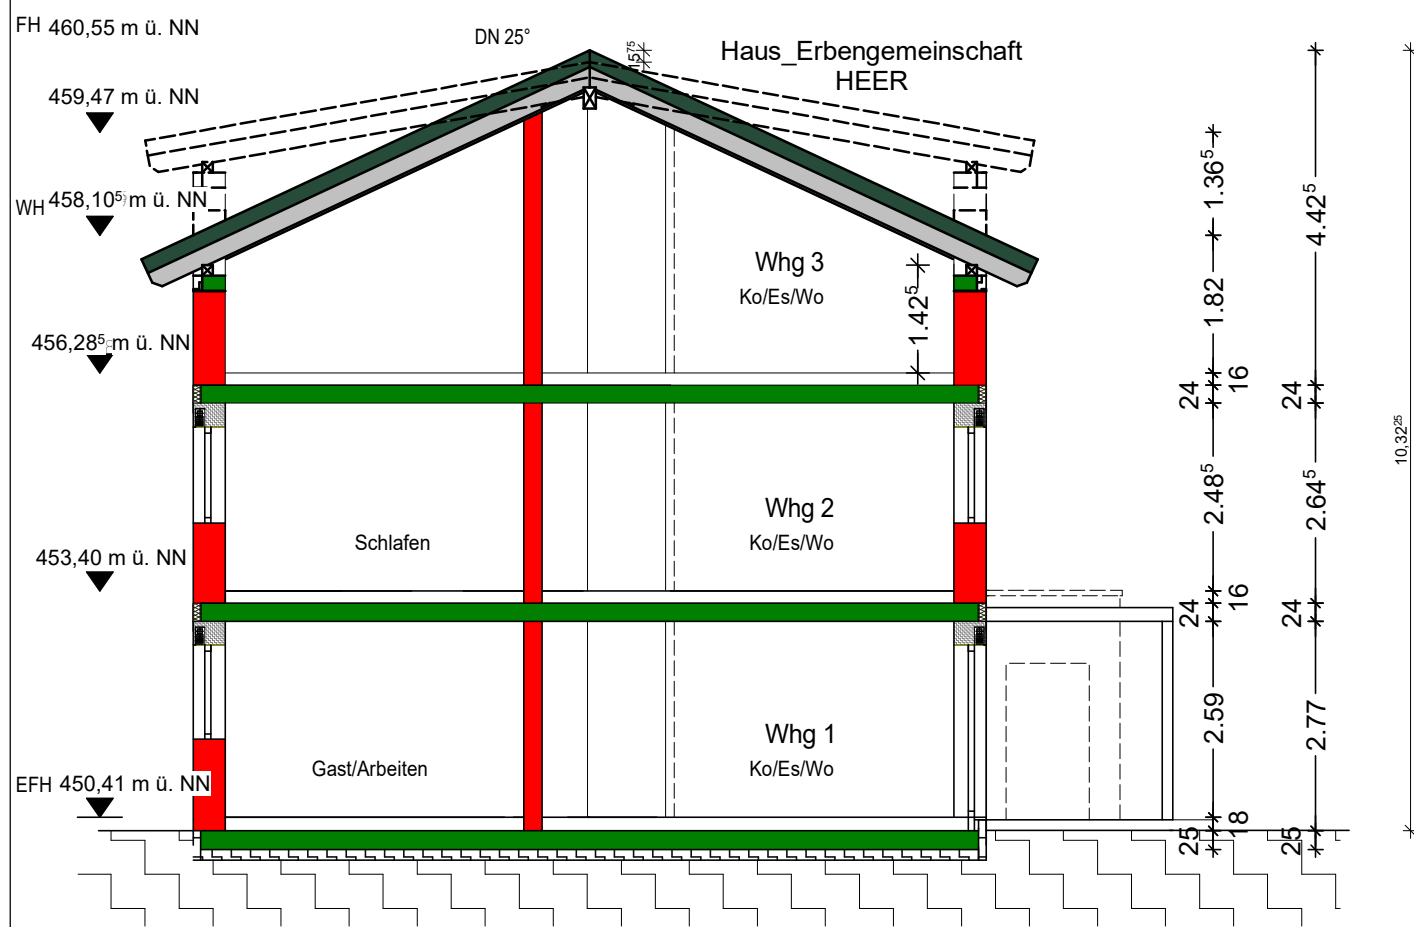 FH 460,55 m ü. NN
DN 25°
15⁷⁵
Haus_Erbengemeinschaft
HEER
459,47 m ü. NN
WH 458,10⁵ m ü. NN
1.36⁵
4.42⁵
Whg 3
Ko/Es/Wo
1.42⁵
1.82
456,28⁵ m ü. NN
24
16
24
10,32²⁵
2.48⁵
2.64⁵
Whg 2
Schlafen
Ko/Es/Wo
453,40 m ü. NN
24
16
24
2.59
2.77
Whg 1
Gast/Arbeiten
Ko/Es/Wo
EFH 450,41 m ü. NN
25
18
25